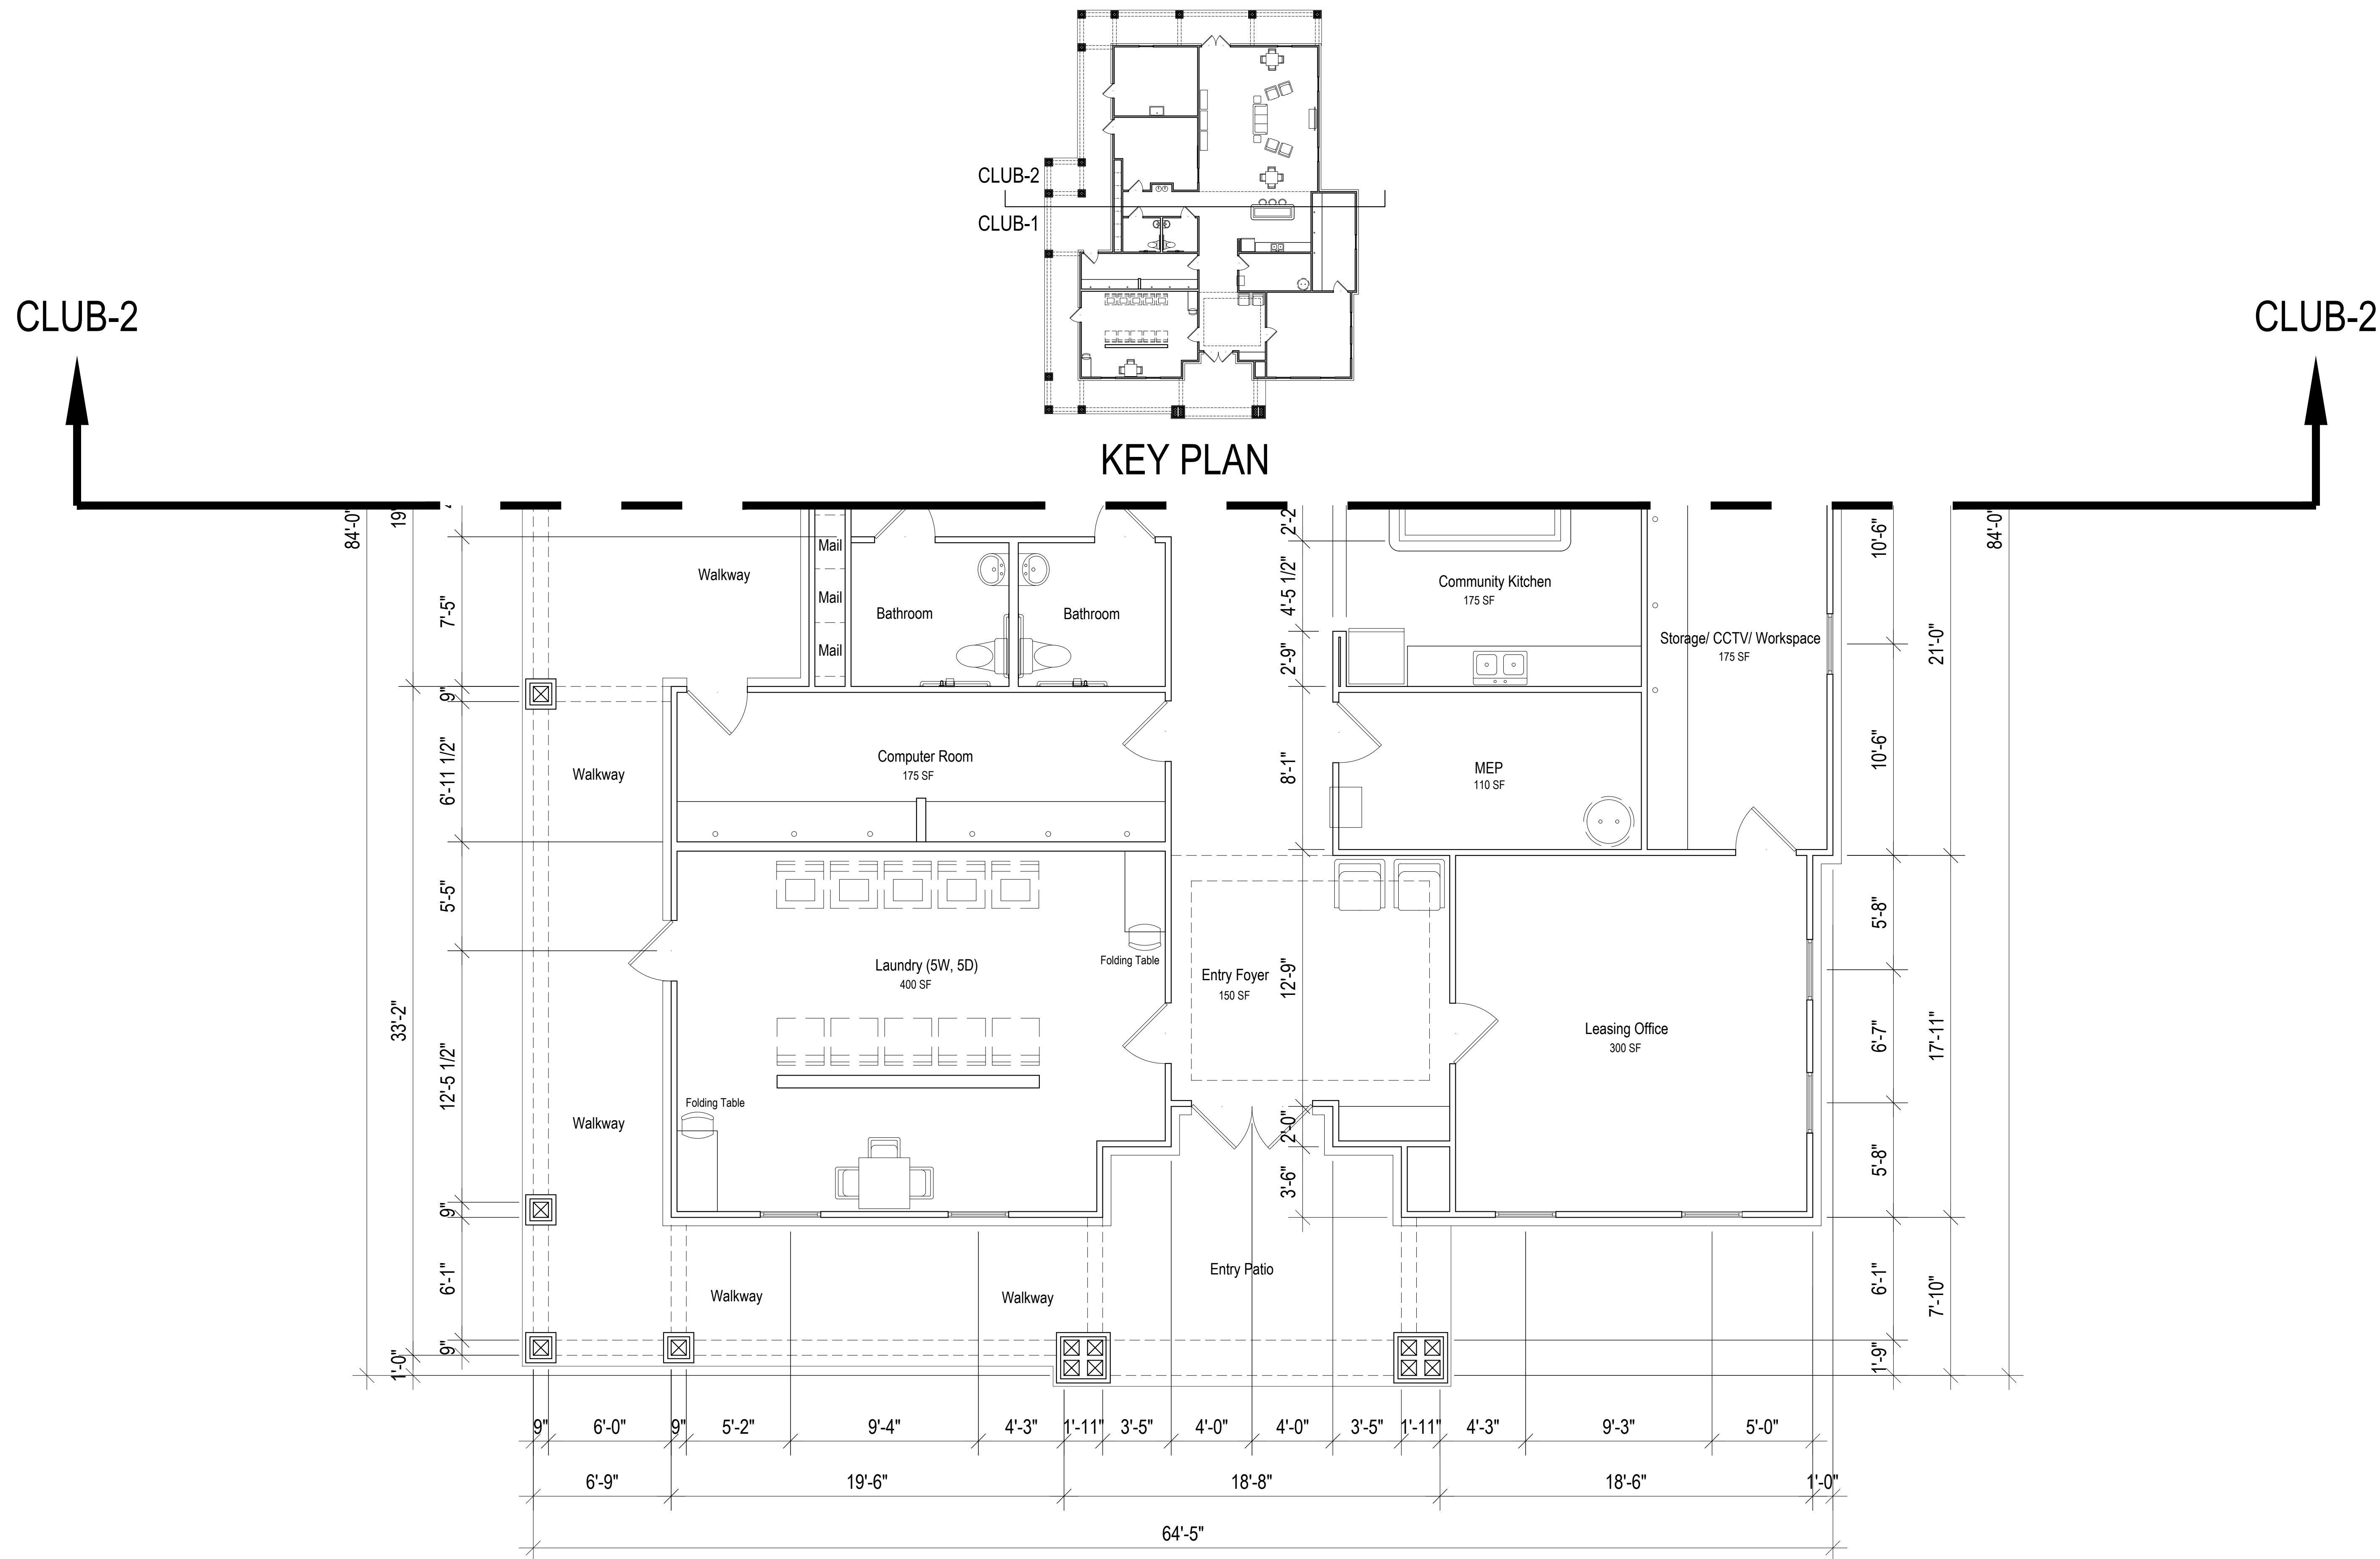 CLUB-2
CLUB-1
CLUB-2
CLUB-2
KEY PLAN
84'-0"
19'
2'-2
10'-6"
84'-0"
Mail
Walkway
Community Kitchen
175 SF
Mail
Bathroom
Bathroom
7'-5"
4'-5 1/2"
Storage/ CCTV/ Workspace
175 SF
21'-0"
Mail
2'-9"
9"
Computer Room
175 SF
Walkway
6'-11 1/2"
8'-1"
MEP
110 SF
10'-6"
5'-5"
5'-8"
Folding Table
Laundry (5W, 5D)
400 SF
Entry Foyer
150 SF
12'-9"
33'-2"
Leasing Office
300 SF
6'-7"
17'-11"
12'-5 1/2"
Folding Table
Walkway
2'-0"
3'-6"
5'-8"
9"
Entry Patio
6'-1"
Walkway
Walkway
6'-1"
7'-10"
9"
1'-0"
1'-9"
9"
6'-0"
9"
5'-2"
9'-4"
4'-3"
1'-11"
3'-5"
4'-0"
4'-0"
3'-5"
1'-11"
4'-3"
9'-3"
5'-0"
6'-9"
19'-6"
18'-8"
18'-6"
1'-0"
64'-5"